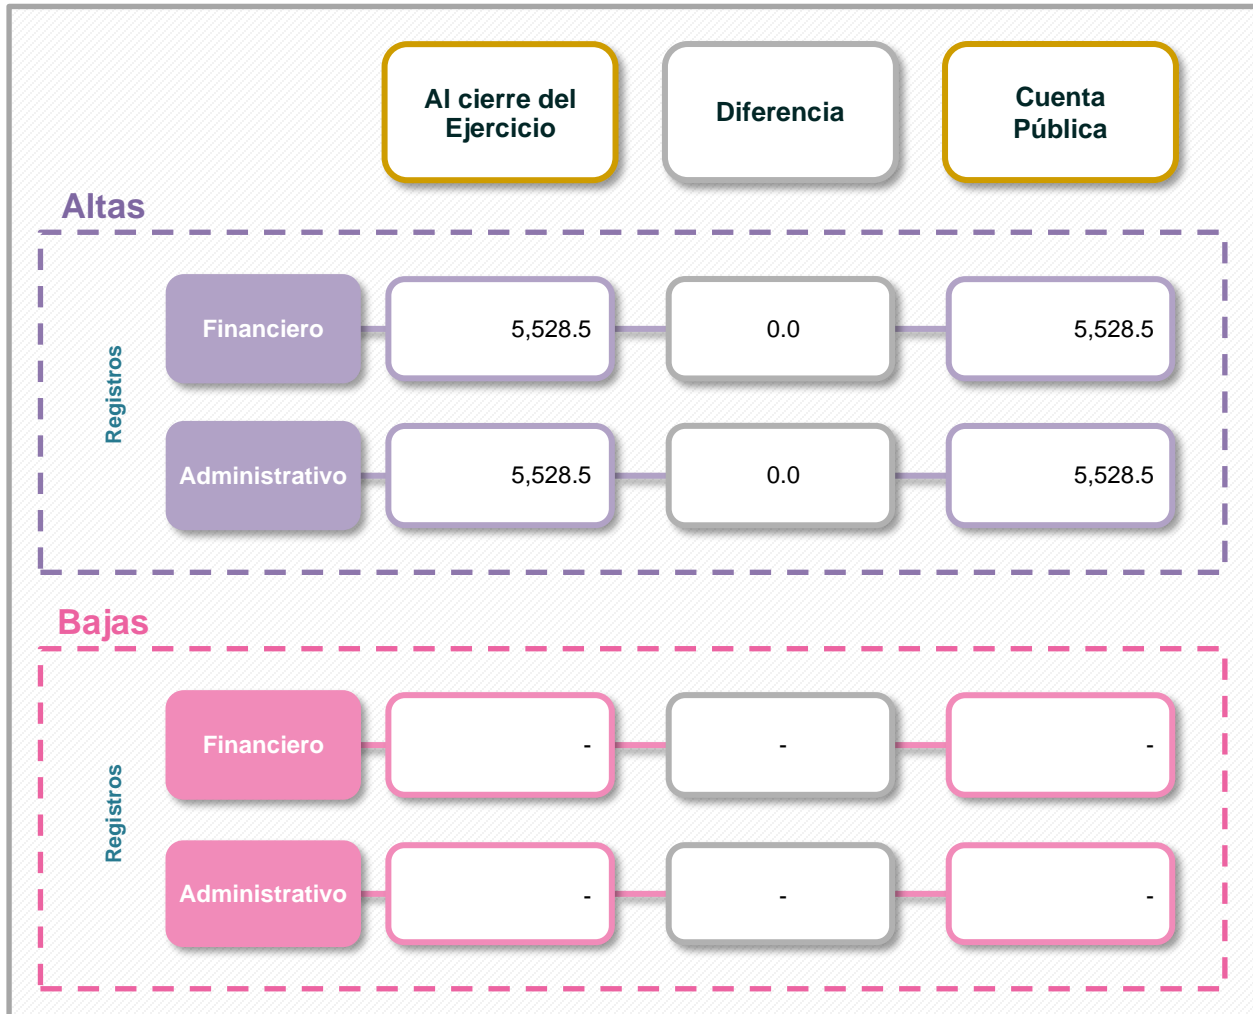 Al cierre del
Ejercicio
Diferencia
Cuenta
Pública
Altas
Registros
Financiero
5,528.5
0.0
5,528.5
Administrativo
5,528.5
0.0
5,528.5
Bajas
Registros
Financiero
-
-
-
Administrativo
-
-
-